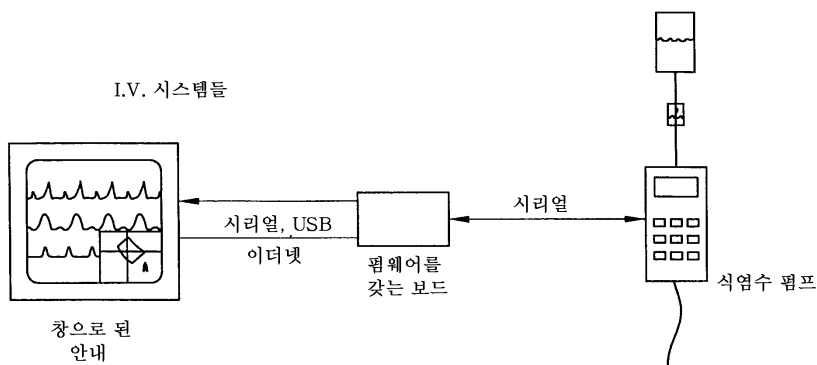 I.V. 시스템들
시리얼
시리얼, USB
이더넷
펌웨어를
갖는 보드
식염수 펌프
창으로 된
안내
A